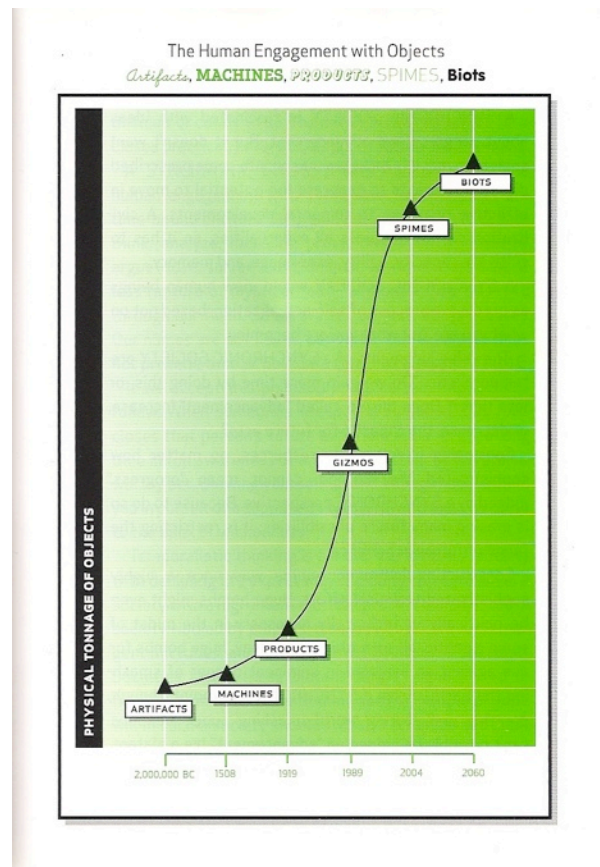 The Human Engagement with Objects
Artifacts, MACHINES, PRODUCTS, SPIMES, Biots
BIOTS
SPIMES
GIZMOS
PRODUCTS
MACHINES
ARTIFACTS
PHYSICAL TONNAGE OF OBJECTS
2,000,000 BC 1508 1919 1989 2004 2060